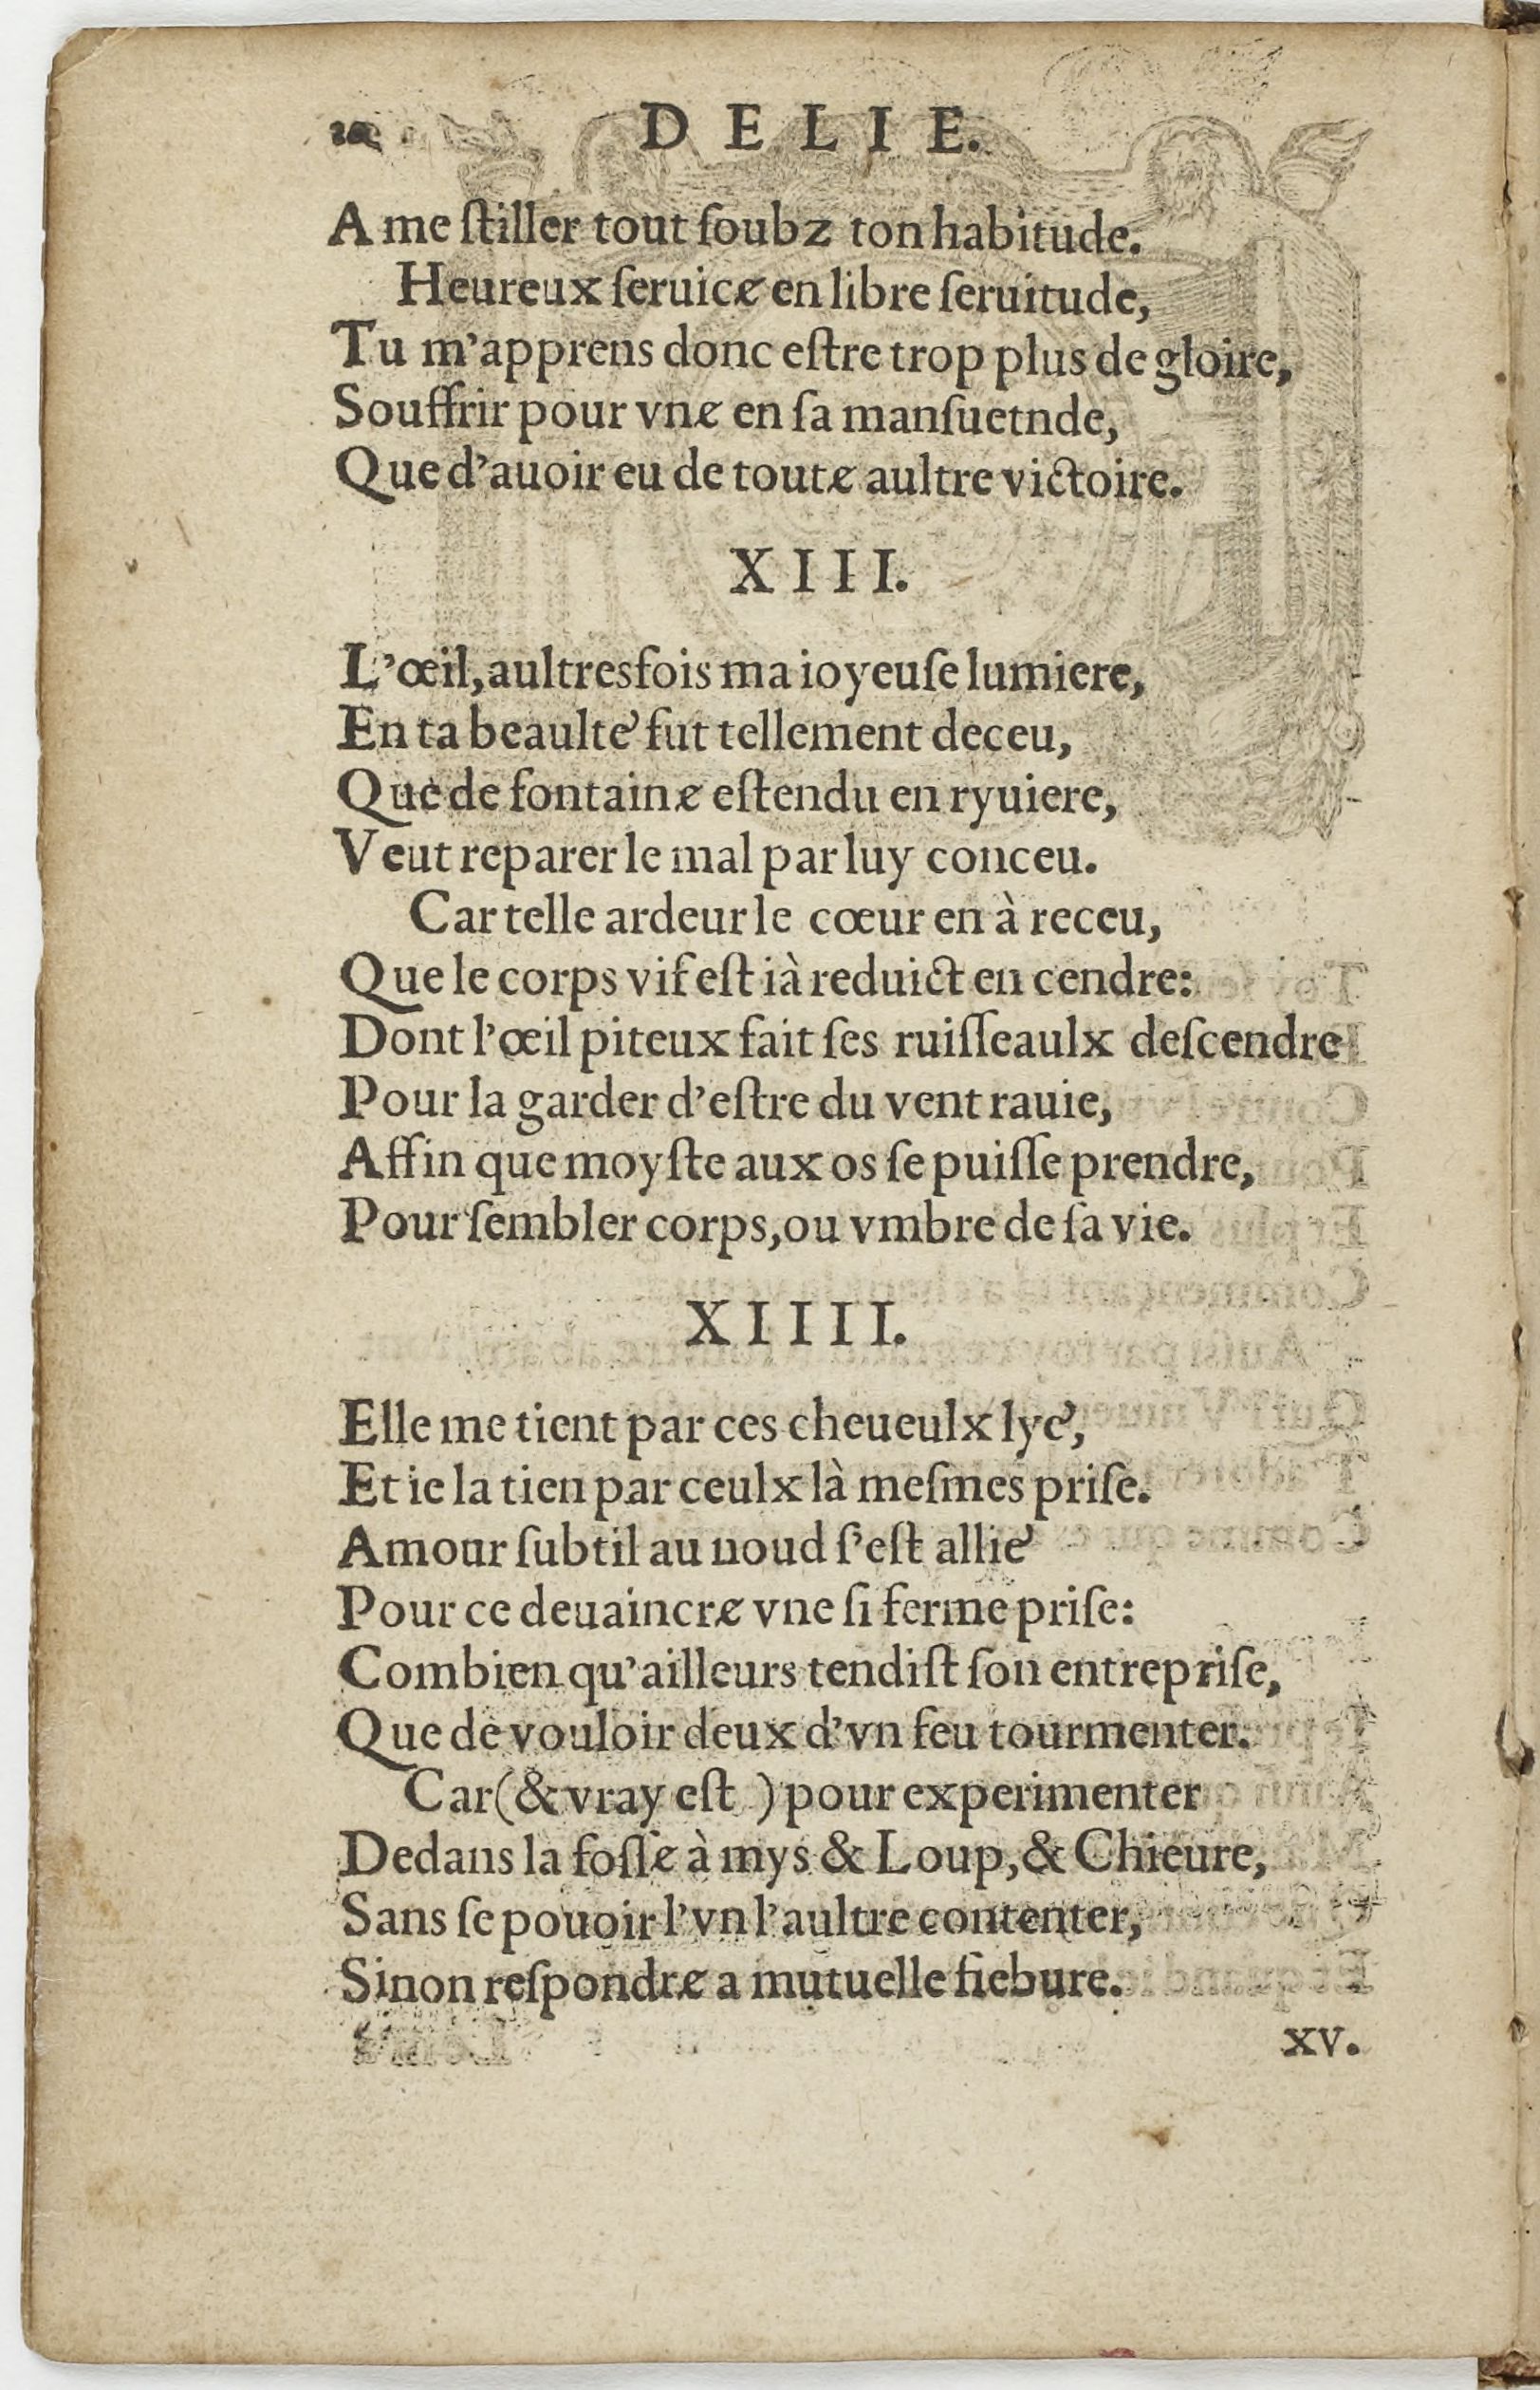 10 DELIE.
A me ſtiller tout ſoubz ton habitude.
Heureux ſeruice en libre ſeruitude,
Tu m'apprens donc eſtre trop plus de gloire,
Souffrir pour vne en ſa manſuetnde,
Que d'auoir eu de toute aultre victoire.
XIII.
L'œil, aultresfois ma ioyeuſe lumiere,
En ta beaulté fut tellement deceu,
Que de fontaine eſtendu en ryuiere,
Veut reparer le mal par luy conceu.
Car telle ardeur le cœur en à receu,
Que le corps vif eſt ià reduict en cendre:
Dont l'œil piteux fait ſes ruiſſeaulx deſcendre
Pour la garder d'eſtre du vent rauie,
Affin que moyſte aux os ſe puiſſe prendre,
Pour ſembler corps, ou vmbre de ſa vie.
XIIII.
Elle me tient par ces cheueulx lyé,
Et ie la tien par ceulx là meſmes priſe.
Amour ſubtil au noud ſ'eſt allié
Pour ce deuaincre vne ſi ferme priſe:
Combien qu'ailleurs tendiſt ſon entrepriſe,
Que de vouloir deux d'vn feu tourmenter.
Car (& vray eſt ) pour experimenter
Dedans la foſſe à mys & Loup, & Chieure,
Sans ſe pouoir l'vn l'aultre contenter,
Sinon reſpondre a mutuelle fiebure.
XV.